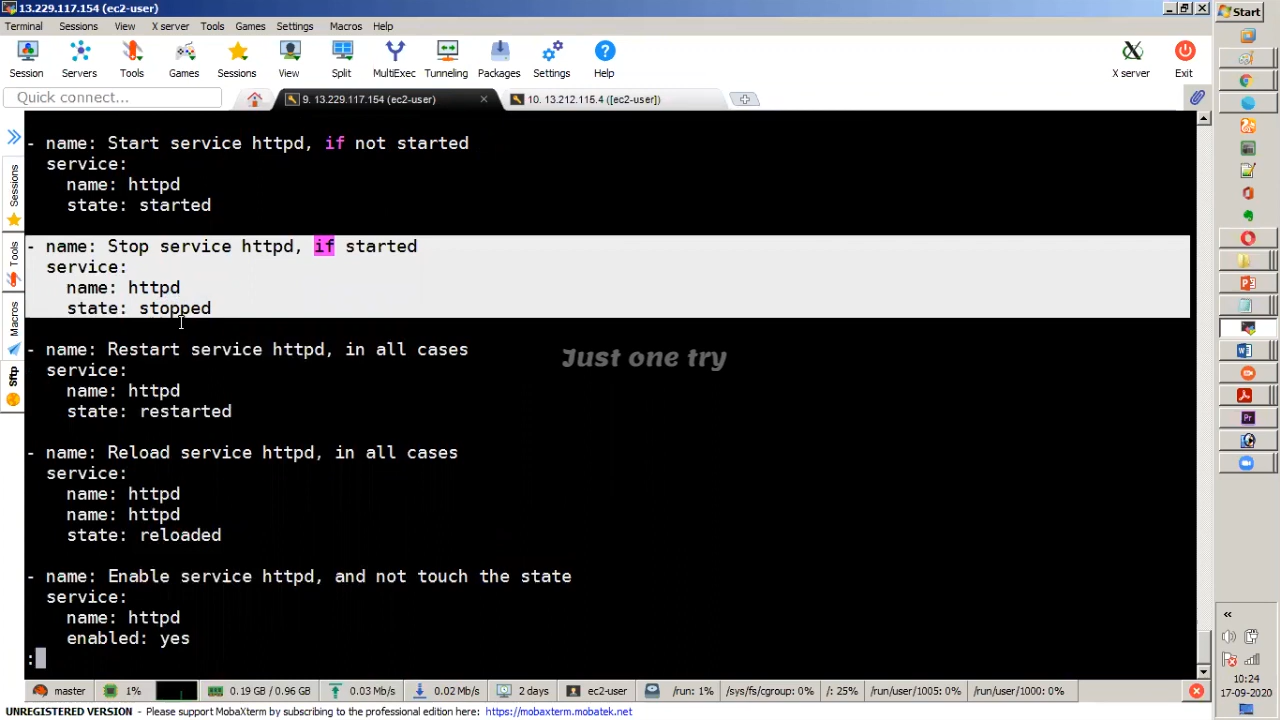 13.229.117.154 (ec2-user)
Terminal Sessions View X server Tools Games Settings Macros Help
Start
Session Servers Tools Games Sessions View Split MultiExec Tunneling Packages Settings Help X server Exit
Quick connect...
9. 13.229.117.154 (ec2-user)
10. 13.212.115.4 ([ec2-user])
Sessions
Tools
Macros
Sftp
- name: Start service httpd, if not started
service:
name: httpd
state: started
- name: Stop service httpd, if started
service:
name: httpd
state: stopped
- name: Restart service httpd, in all cases
service:
name: httpd
state: restarted
- name: Reload service httpd, in all cases
service:
name: httpd
name: httpd
state: reloaded
- name: Enable service httpd, and not touch the state
service:
name: httpd
enabled: yes
:
Just one try
master 1% 0.19 GB / 0.96 GB 0.03 Mb/s 0.02 Mb/s 2 days ec2-user /run: 1% /sys/fs/cgroup: 0% /: 25% /run/user/1005: 0% /run/user/1000: 0%
UNREGISTERED VERSION - Please support MobaXterm by subscribing to the professional edition here: https://mobaxterm.mobatek.net
10:24
17-09-2020